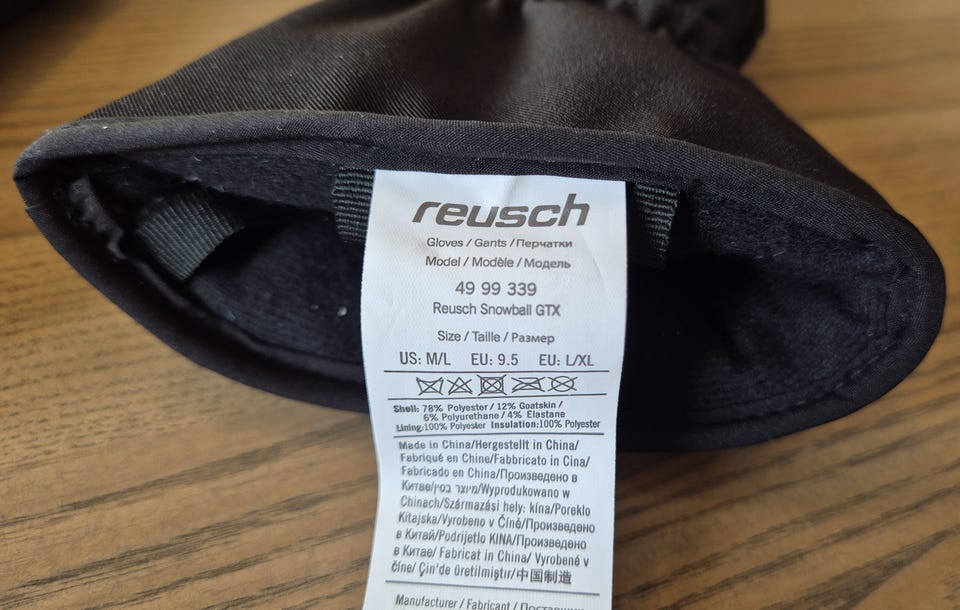 reusch
Gloves / Gants / Перчатки
Model / Modèle / Модель
49 99 339
Reusch Snowball GTX
Size / Taille / Размер
US: M/L EU: 9.5 EU: L/XL
Shell: 78% Polyester / 12% Goatskin /
6% Polyurethane / 4% Elastane
Lining:100% Polyester Insulation:100% Polyester
Made in China/Hergestellt in China/
Fabriqué en Chine/Fabbricato in Cina/
Fabricado en China/Произведено в
Китае/מיוצר בסין/Wyprodukowano w
Chinach/Származási hely: kína/Poreklo
Kitajska/Vyrobeno v Číně/Произведено
в Китай/Podrijetlo KINA/Произведено
в Китае/ Fabricat in China/ Vyrobené v
číne/ Çin'de üretilmiştir/中国制造
Manufacturer / Fabricant / Поставщик